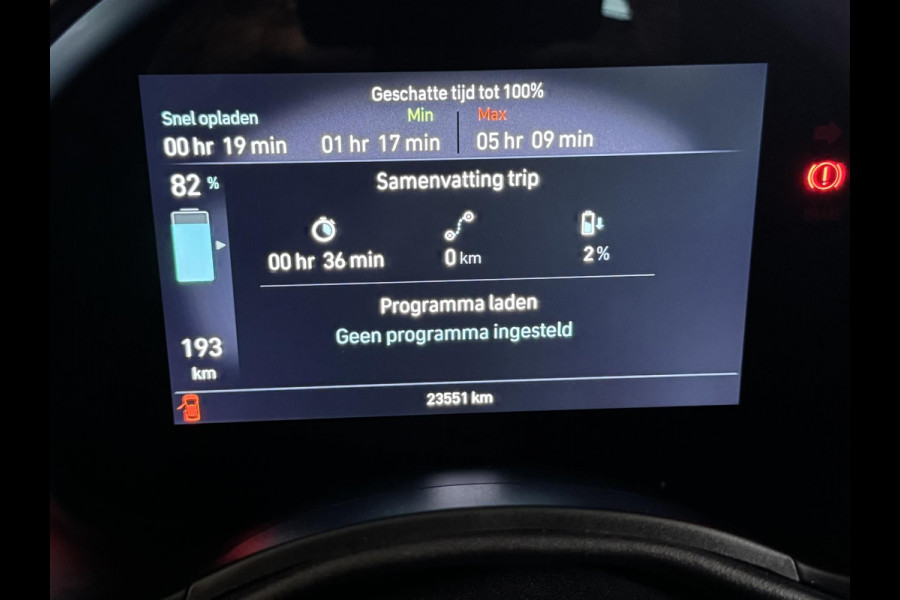 Geschatte tijd tot 100%
Snel opladen Min Max
00 hr 19 min 01 hr 17 min 05 hr 09 min
82 % Samenvatting trip
00 hr 36 min 0 km 2 %
Programma laden
Geen programma ingesteld
193
km
23551 km